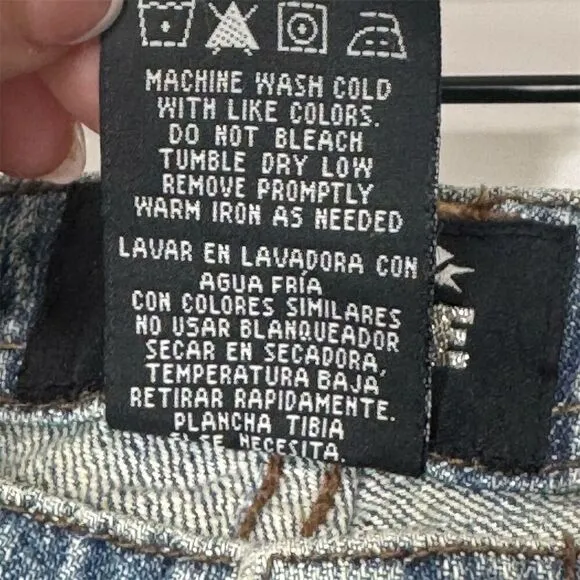 MACHINE WASH COLD
WITH LIKE COLORS.
DO NOT BLEACH
TUMBLE DRY LOW
REMOVE PROMPTLY
WARM IRON AS NEEDED
LAVAR EN LAVADORA CON
AGUA FRÍA
CON COLORES SIMILARES
NO USAR BLANQUEADOR
SECAR EN SECADORA,
TEMPERATURA BAJA
RETIRAR RAPIDAMENTE.
PLANCHA TIBIA
NECESITA.